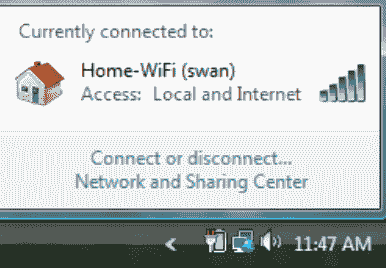 Currently connected to:
Home-WiFi (swan)
Access: Local and Internet
Connect or disconnect...
Network and Sharing Center
11:47 AM